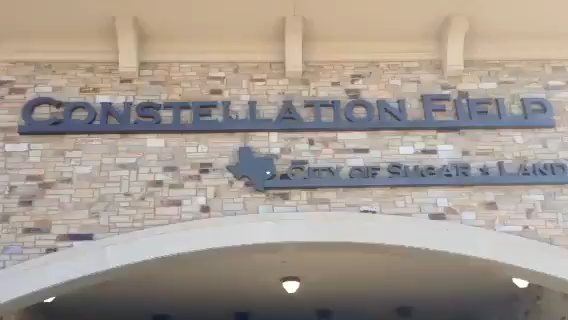 CONSTELLATION FIELD
CITY OF SUGAR ★ LAND